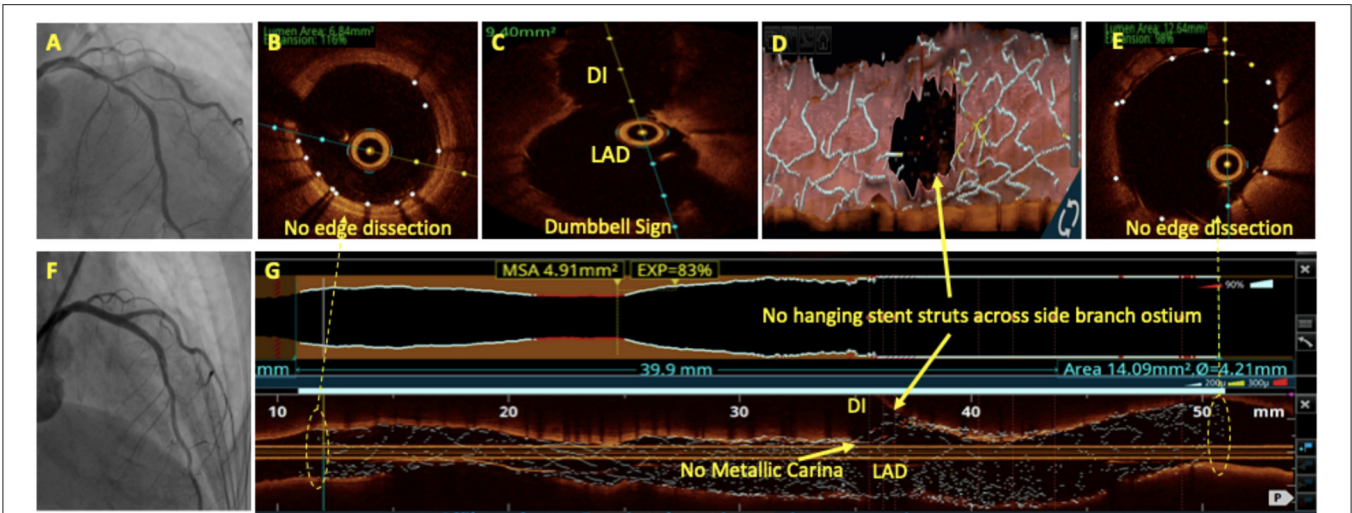 A
B
Lumen Area: 6.84mm²
Expansion: 116%
No edge dissection
C
9.40mm²
DI
LAD
Dumbbell Sign
D
E
Lumen Area: 12.64mm²
Expansion: 98%
No edge dissection
F
G
MSA 4.91mm²
EXP=83%
90%
No hanging stent struts across side branch ostium
mm
39.9 mm
Area 14.09mm²,Ø=4.21mm
200µ
300µ
10
20
30
DI
40
50
mm
No Metallic Carina
LAD
P